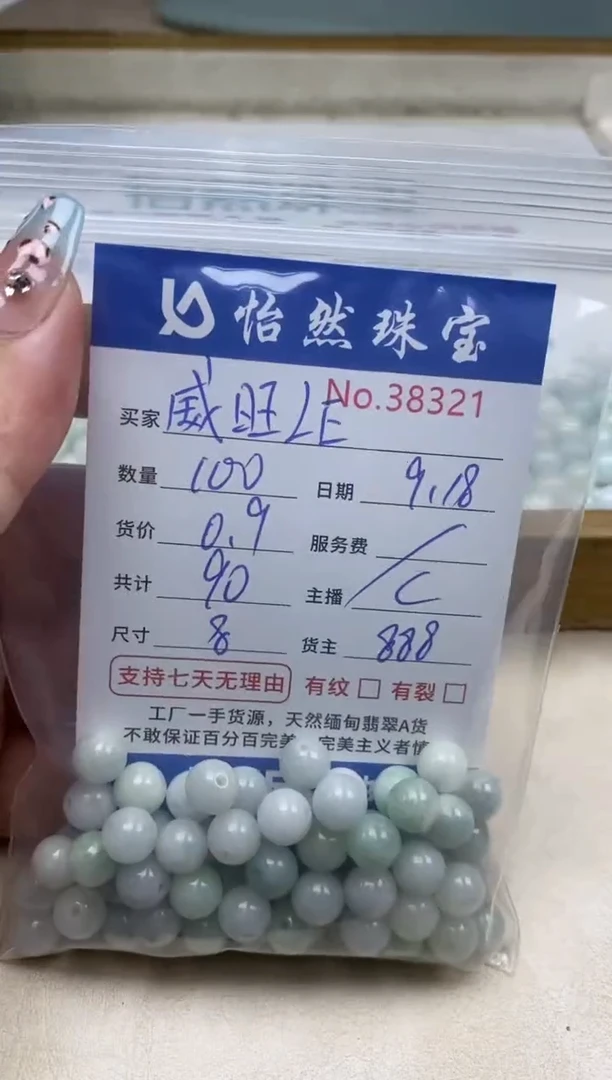 怡然珠宝
No.38321
买家 威旺LE
数量 100 日期 9.18
货价 0.9 服务费 /
共计 90 主播 C
尺寸 8 货主 888
支持七天无理由 有纹 □ 有裂 □
工厂一手货源，天然缅甸翡翠A货
不敢保证百分百完美 完美主义者慎